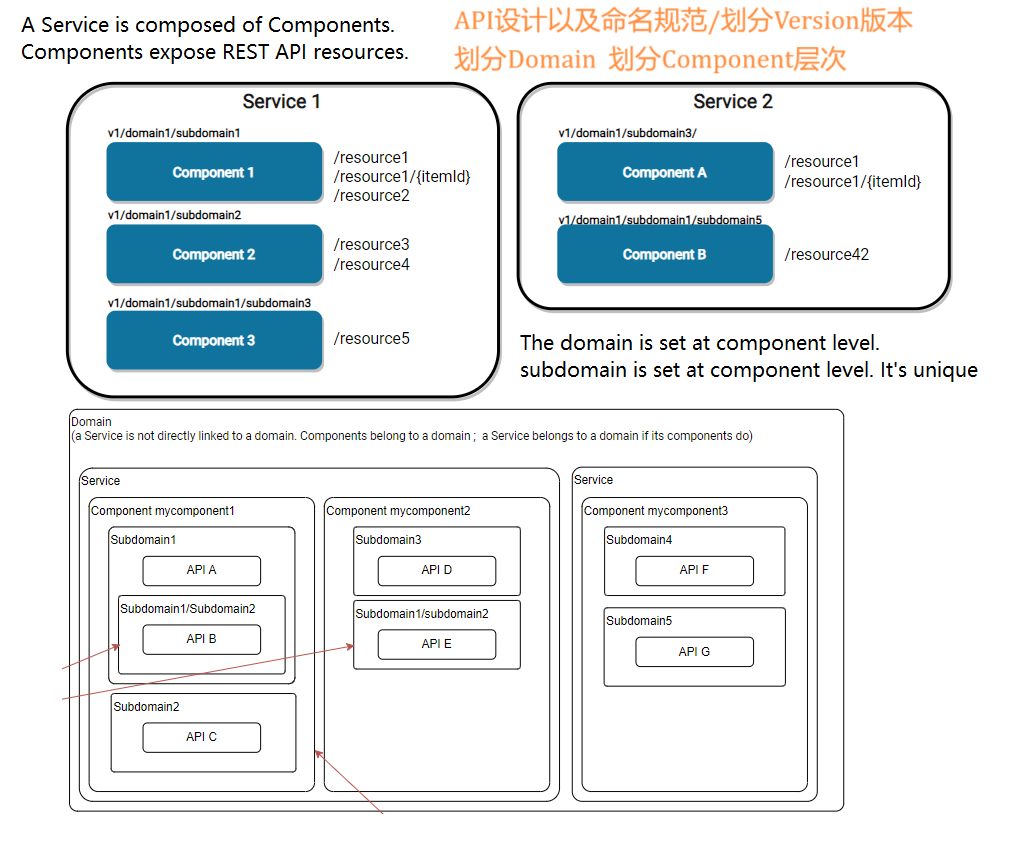 A Service is composed of Components.
Components expose REST API resources.
API设计以及命名规范/划分Version版本
划分Domain 划分Component层次
Service 1
v1/domain1/subdomain1
Component 1
/resource1
/resource1/{itemId}
/resource2
v1/domain1/subdomain2
Component 2
/resource3
/resource4
v1/domain1/subdomain1/subdomain3
Component 3
/resource5
Service 2
v1/domain1/subdomain3/
Component A
/resource1
/resource1/{itemId}
v1/domain1/subdomain1/subdomain5
Component B
/resource42
The domain is set at component level.
subdomain is set at component level. It's unique
Domain
(a Service is not directly linked to a domain. Components belong to a domain ; a Service belongs to a domain if its components do)
Service
Component mycomponent1
Subdomain1
API A
Subdomain1/Subdomain2
API B
Subdomain2
API C
Component mycomponent2
Subdomain3
API D
Subdomain1/subdomain2
API E
Service
Component mycomponent3
Subdomain4
API F
Subdomain5
API G